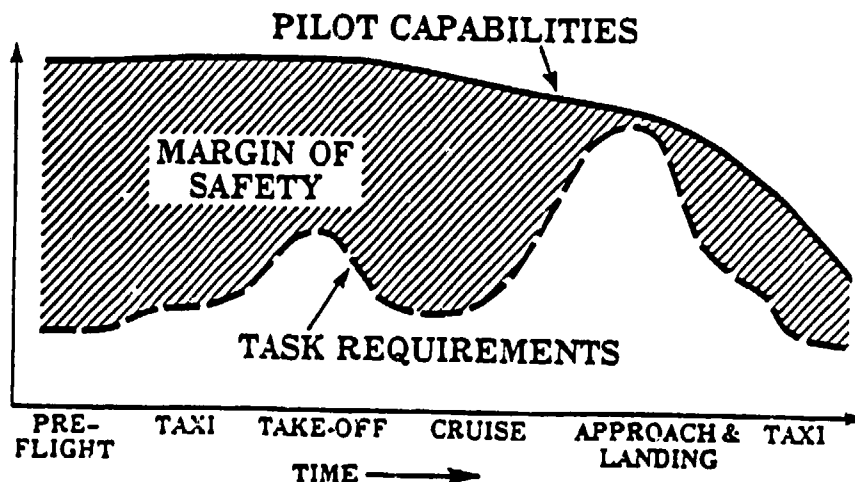 PILOT CAPABILITIES
MARGIN OF
SAFETY
TASK REQUIREMENTS
PRE-
FLIGHT
TAXI
TAKE-OFF
CRUISE
APPROACH &
LANDING
TAXI
TIME